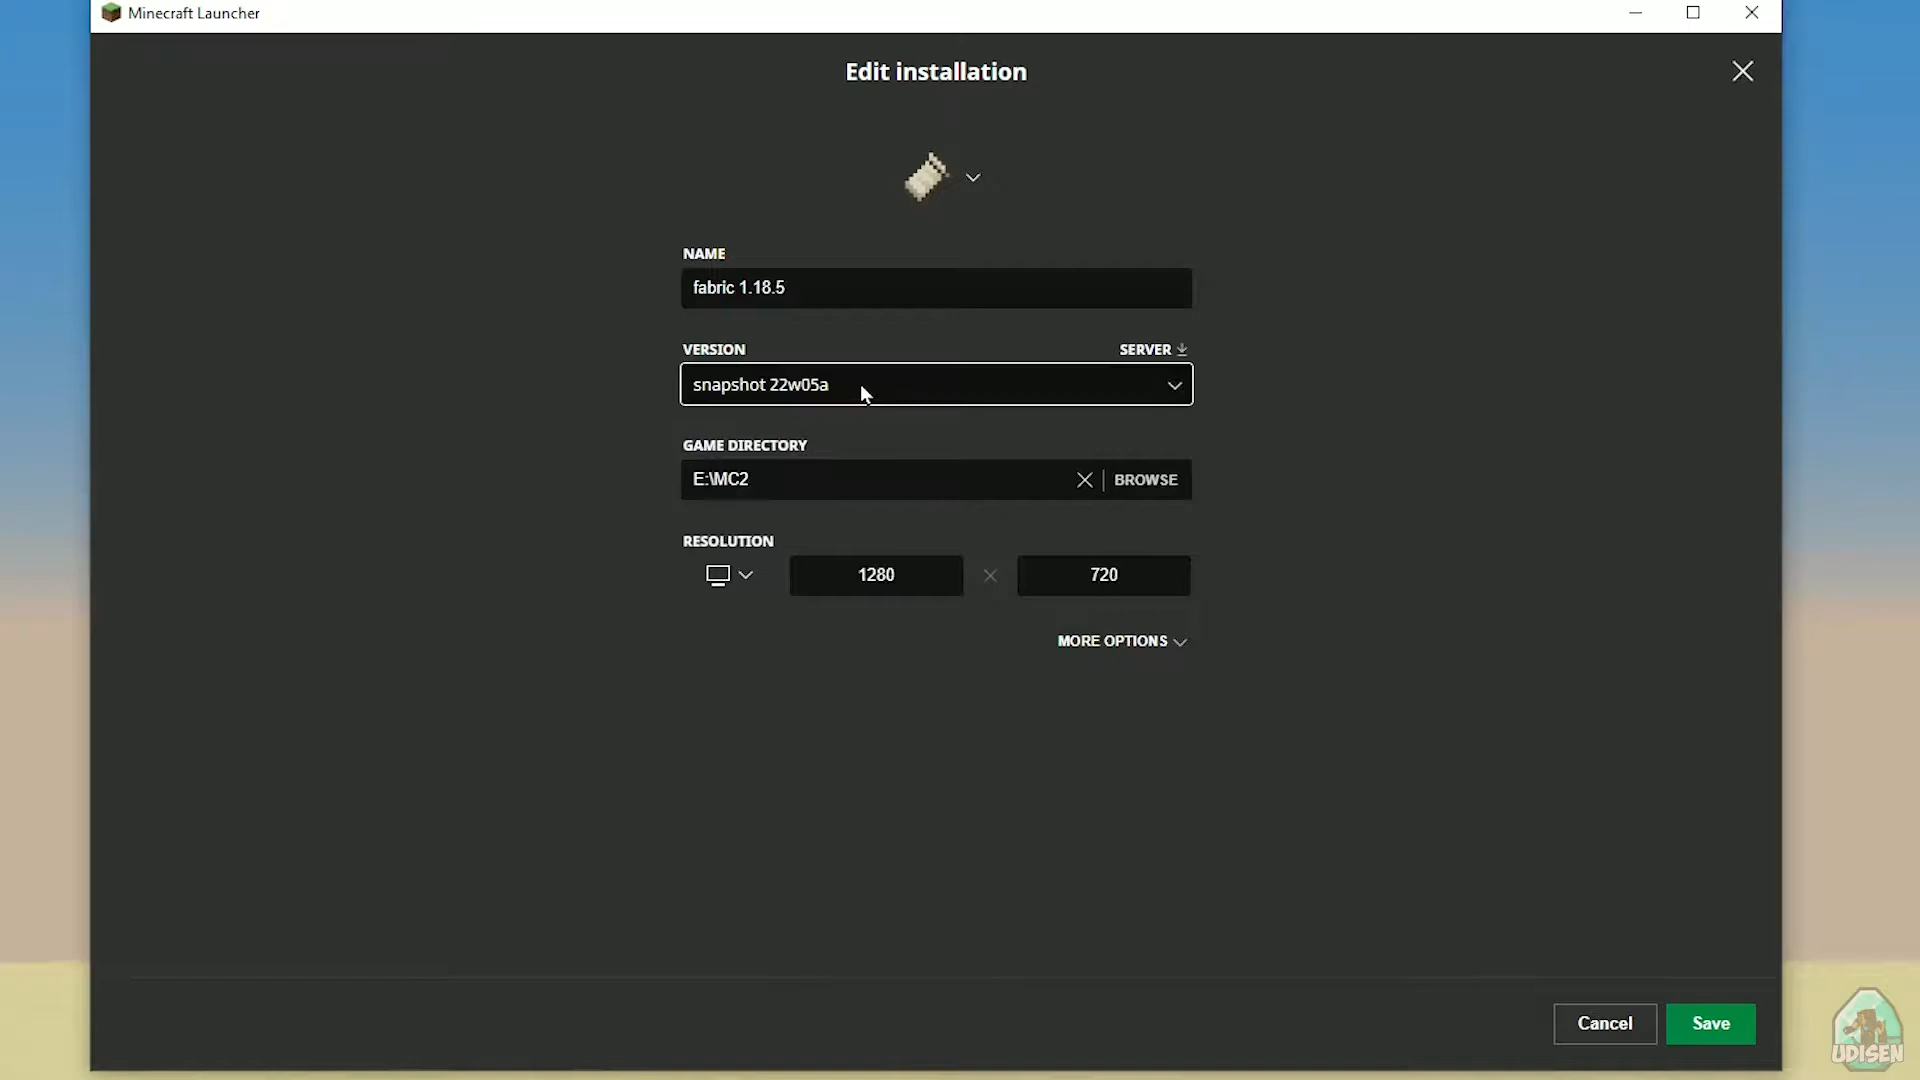 Minecraft Launcher
Edit installation
NAME
fabric 1.18.5
VERSION
SERVER
snapshot 22w05a
GAME DIRECTORY
E:\MC2
BROWSE
RESOLUTION
1280
720
MORE OPTIONS
Cancel
Save
UDISEN